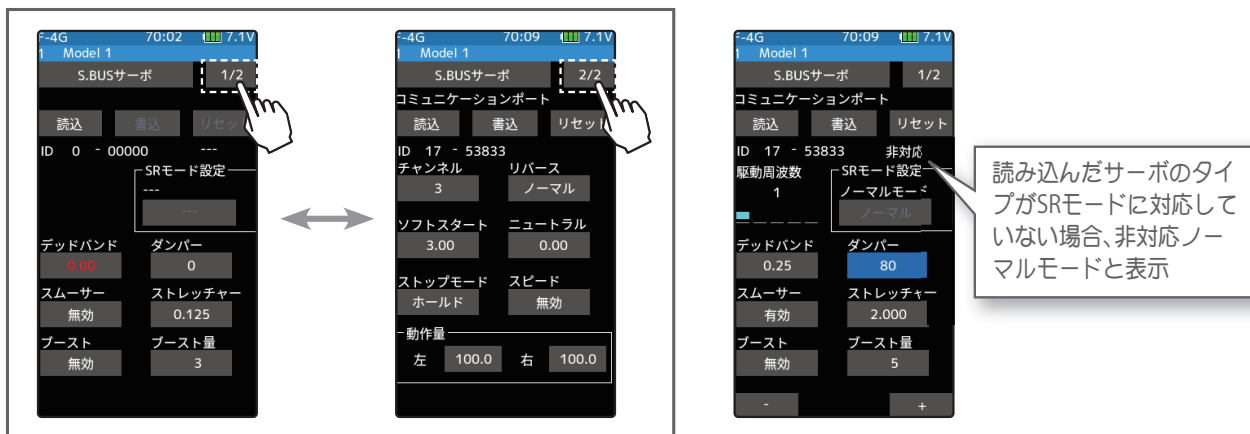 F-4G 70:02 7.1V
1 Model 1
S.BUSサーボ 1/2
読込 書込 リセット
ID 0 - 00000 ---
SRモード設定
---
---
デッドバンド ダンパー
0.00 0
スムーサー ストレッチャー
無効 0.125
ブースト ブースト量
無効 3
F-4G 70:09 7.1V
1 Model 1
S.BUSサーボ 2/2
コミュニケーションポート
読込 書込 リセット
ID 17 - 53833
チャンネル リバース
3 ノーマル
ソフトスタート ニュートラル
3.00 0.00
ストップモード スピード
ホールド 無効
動作量
左 100.0 右 100.0
F-4G 70:09 7.1V
1 Model 1
S.BUSサーボ 1/2
コミュニケーションポート
読込 書込 リセット
ID 17 - 53833 非対応
駆動周波数 SRモード設定
1 ノーマルモード
ノーマル
デッドバンド ダンパー
0.25 80
スムーサー ストレッチャー
有効 2.000
ブースト ブースト量
無効 5
- +
読み込んだサーボのタイ
プがSRモードに対応して
いない場合、非対応ノー
マルモードと表示